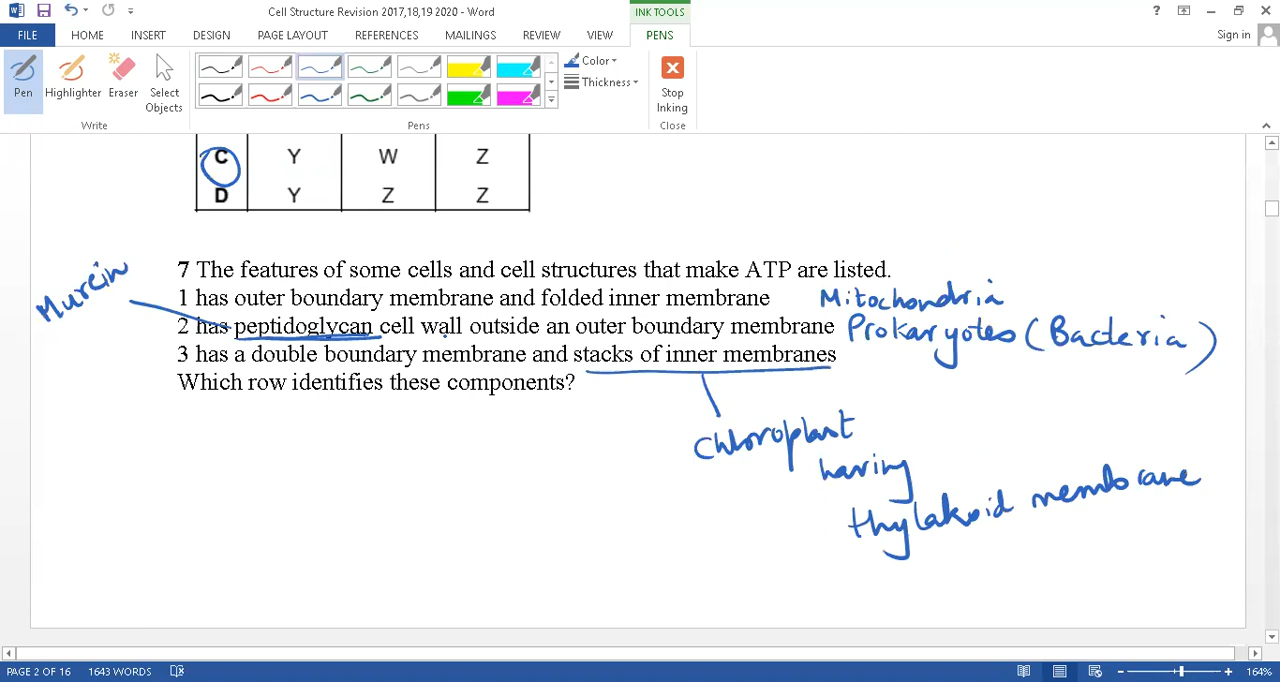 Cell Structure Revision 2017,18,19 2020 - Word
INK TOOLS
?
FILE HOME INSERT DESIGN PAGE LAYOUT REFERENCES MAILINGS REVIEW VIEW PENS Sign in
Pen Highlighter Eraser Select Objects
Color
Thickness
Stop Inking
Write Pens Close
C Y W Z
D Y Z Z
7 The features of some cells and cell structures that make ATP are listed.
1 has outer boundary membrane and folded inner membrane Mitochondria
Murein
2 has peptidoglycan cell wall outside an outer boundary membrane Prokaryotes (Bacteria)
3 has a double boundary membrane and stacks of inner membranes
Which row identifies these components?
Chloroplast
having
thylakoid membrane
PAGE 2 OF 16 1643 WORDS 164%